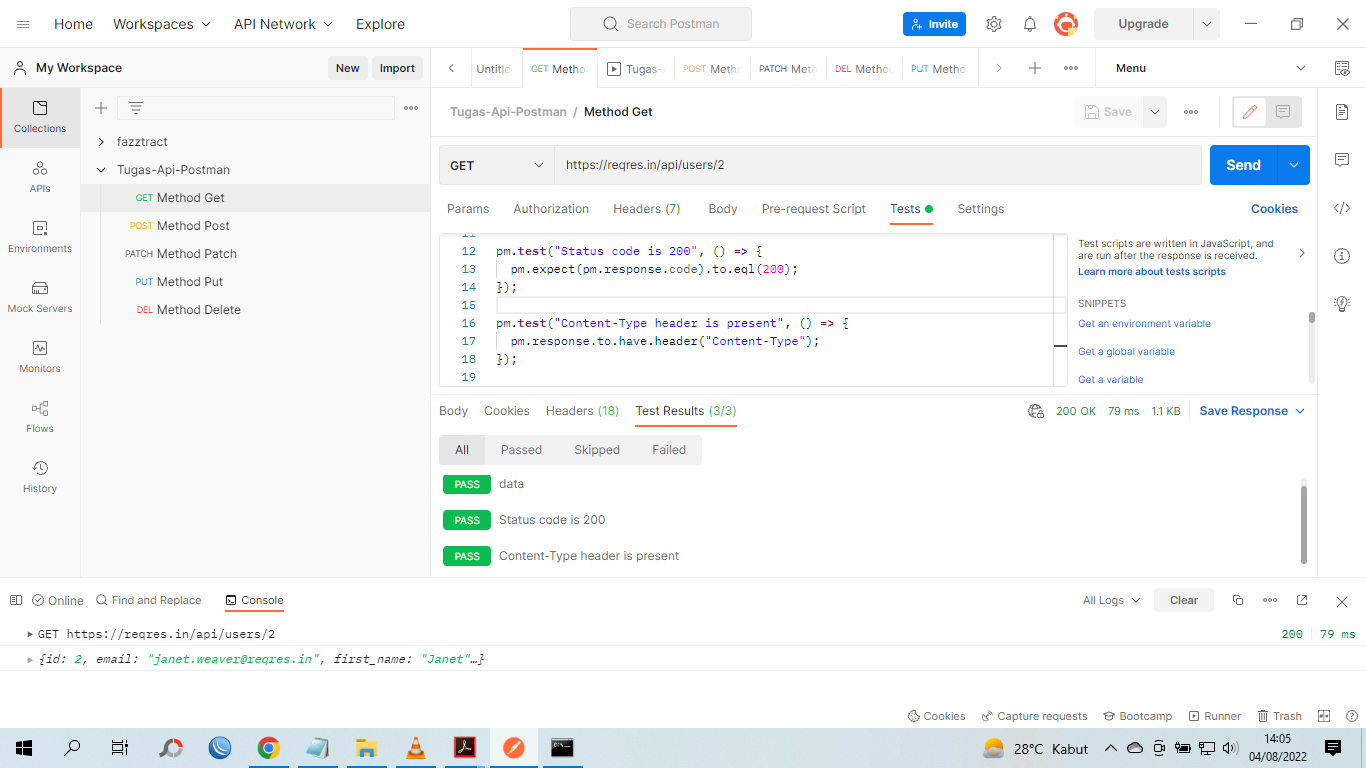 Home Workspaces API Network Explore Search Postman Invite Upgrade
My Workspace New Import
Untitle GET Metho Tugas- POST Metho PATCH Meth DEL Metho PUT Metho Menu
Collections
APIs
Environments
Mock Servers
Monitors
Flows
History
fazztract
Tugas-Api-Postman
GET Method Get
POST Method Post
PATCH Method Patch
PUT Method Put
DEL Method Delete
Tugas-Api-Postman / Method Get Save
GET https://reqres.in/api/users/2 Send
Params Authorization Headers (7) Body Pre-request Script Tests Settings Cookies
11
12 pm.test("Status code is 200", () => {
13 pm.expect(pm.response.code).to.eql(200);
14 });
15
16 pm.test("Content-Type header is present", () => {
17 pm.response.to.have.header("Content-Type");
18 });
19
Test scripts are written in JavaScript, and
are run after the response is received.
Learn more about tests scripts
SNIPPETS
Get an environment variable
Get a global variable
Get a variable
Body Cookies Headers (18) Test Results (3/3) 200 OK 79 ms 1.1 KB Save Response
All Passed Skipped Failed
PASS data
PASS Status code is 200
PASS Content-Type header is present
Online Find and Replace Console All Logs Clear
GET https://reqres.in/api/users/2 200 79 ms
{id: 2, email: "janet.weaver@reqres.in", first_name: "Janet"…}
Cookies Capture requests Bootcamp Runner Trash
28°C Kabut 14:05
04/08/2022